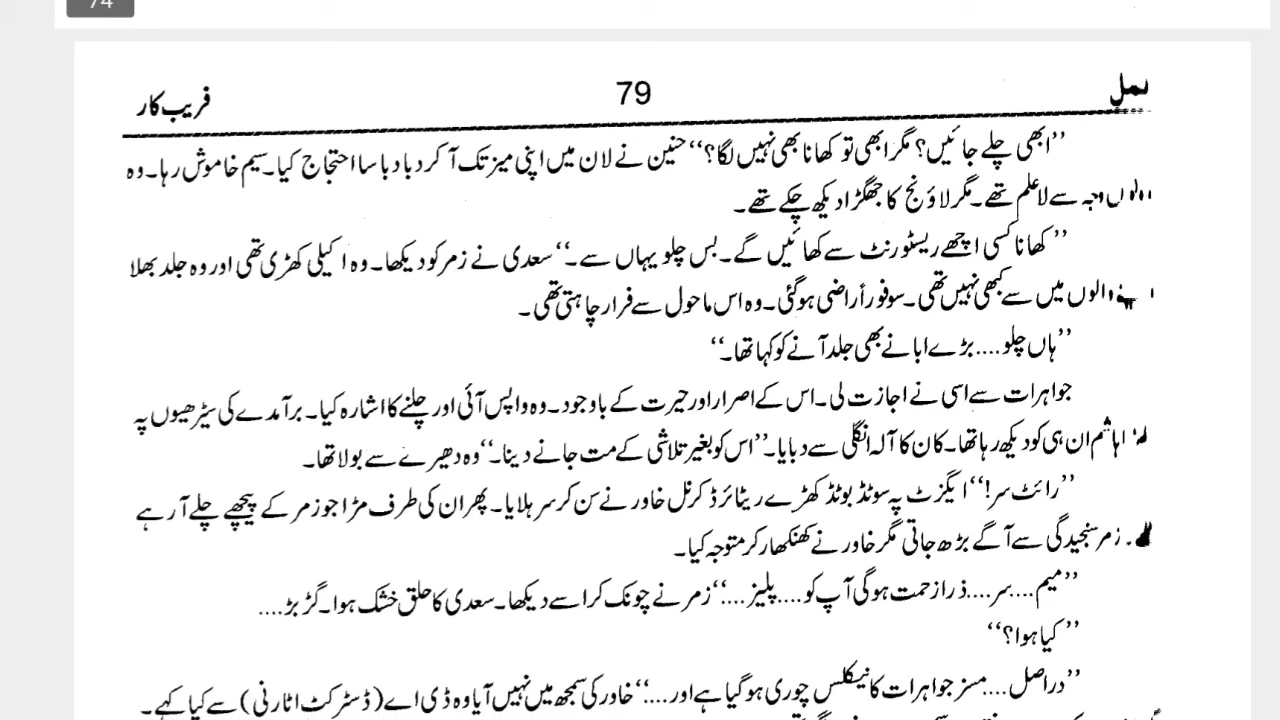 74
نمل 79 فریب کار
’’ابھی چلے جائیں؟ مگر ابھی تو کھانا بھی نہیں لگا؟‘‘ حنین نے لان میں اپنی میز تک آ کر دبا دبا سا احتجاج کیا۔ سیم خاموش رہا۔ وہ
دونوں وجہ سے لاعلم تھے۔ مگر لاؤنج کا جھگڑا دیکھ چکے تھے۔
’’کھانا کسی اچھے ریسٹورنٹ سے کھائیں گے۔ بس چلو یہاں سے۔‘‘ سعدی نے زمر کو دیکھا۔ وہ اکیلی کھڑی تھی اور وہ جلد بھلا
والوں میں سے کبھی نہیں تھی۔ سو فوراً راضی ہو گئی۔ وہ اس ماحول سے فرار چاہتی تھی۔
’’ہاں چلو.... بڑے ابا نے بھی جلد آنے کو کہا تھا۔‘‘
جواہرات سے اسی نے اجازت لی۔ اس کے اصرار اور حیرت کے باوجود۔ وہ واپس آئی اور چلنے کا اشارہ کیا۔ برآمدے کی سیڑھیوں پہ
ہاشم ان ہی کو دیکھ رہا تھا۔ کان کا آلہ انگلی سے دبایا۔ ’’اس کو بغیر تلاشی کے مت جانے دینا۔‘‘ وہ دھیرے سے بولا تھا۔
’’رائٹ سر!‘‘ ایگزٹ پہ سوٹڈ بوٹڈ کھڑے ریٹائرڈ کرنل خاور نے سن کر سر ہلایا۔ پھر ان کی طرف مڑا جو زمر کے پیچھے چلے آ رہے
۔ زمر سنجیدگی سے آگے بڑھ جاتی مگر خاور نے کھنکھار کر متوجہ کیا۔
’’میم.... سر.... ذرا زحمت ہو گی آپ کو.... پلیز....‘‘ زمر نے چونک کر اسے دیکھا۔ سعدی کا حلق خشک ہوا۔ گڑبڑ....
’’کیا ہوا؟‘‘
’’دراصل.... مسز جواہرات کا نیکلس چوری ہو گیا ہے اور....‘‘ خاور کی سمجھ میں نہیں آیا وہ ڈی اے (ڈسٹرکٹ اٹارنی) سے کیا کہے۔